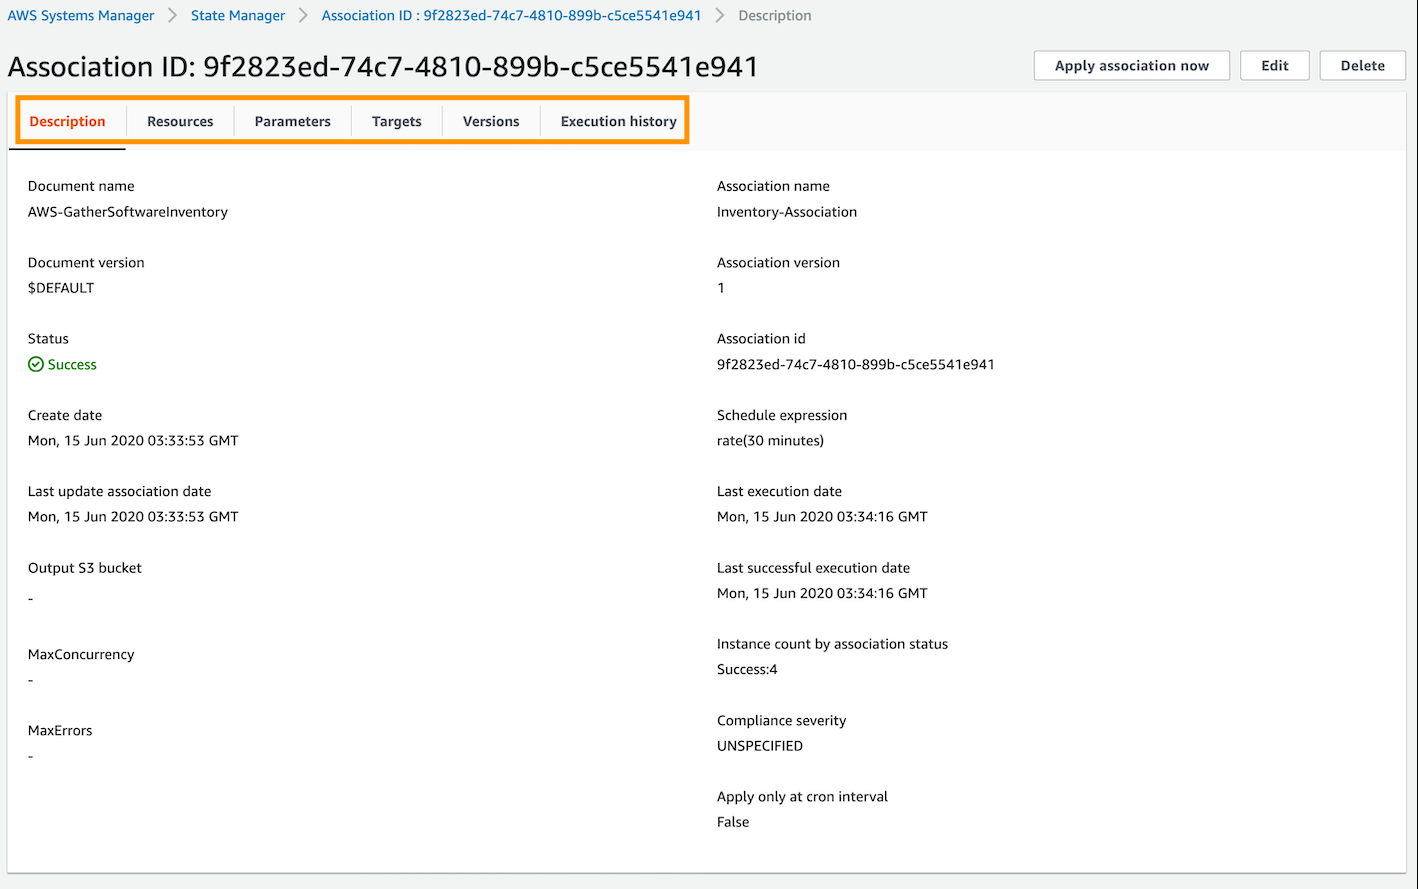 AWS Systems Manager > State Manager > Association ID : 9f2823ed-74c7-4810-899b-c5ce5541e941 > Description
Association ID: 9f2823ed-74c7-4810-899b-c5ce5541e941
Apply association now
Edit
Delete
Description
Resources
Parameters
Targets
Versions
Execution history
Document name
AWS-GatherSoftwareInventory
Association name
Inventory-Association
Document version
$DEFAULT
Association version
1
Status
Success
Association id
9f2823ed-74c7-4810-899b-c5ce5541e941
Create date
Mon, 15 Jun 2020 03:33:53 GMT
Schedule expression
rate(30 minutes)
Last update association date
Mon, 15 Jun 2020 03:33:53 GMT
Last execution date
Mon, 15 Jun 2020 03:34:16 GMT
Output S3 bucket
-
Last successful execution date
Mon, 15 Jun 2020 03:34:16 GMT
MaxConcurrency
-
Instance count by association status
Success:4
MaxErrors
-
Compliance severity
UNSPECIFIED
Apply only at cron interval
False